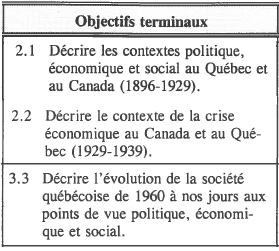 Objectifs terminaux
2.1 Décrire les contextes politique,
économique et social au Québec et
au Canada (1896-1929).
2.2 Décrire le contexte de la crise
économique au Canada et au Qué-
bec (1929-1939).
3.3 Décrire l'évolution de la société
québécoise de 1960 à nos jours aux
points de vue politique, économi-
que et social.